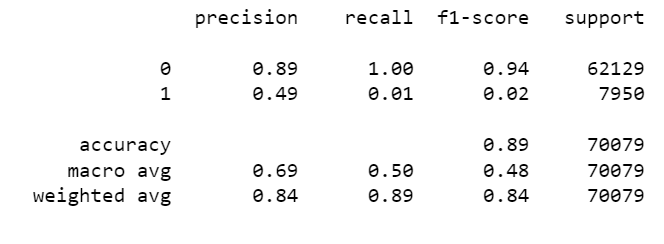 precision recall f1-score support
0 0.89 1.00 0.94 62129
1 0.49 0.01 0.02 7950
accuracy 0.89 70079
macro avg 0.69 0.50 0.48 70079
weighted avg 0.84 0.89 0.84 70079